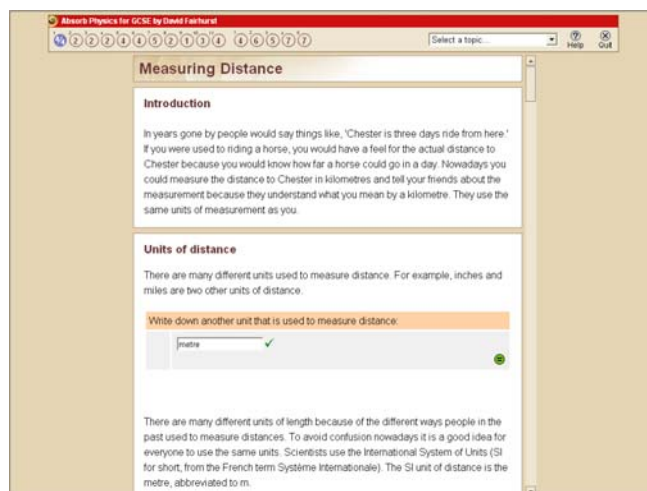 Absorb Physics for GCSE by David Fairhurst
Select a topic...
Help
Quit
Measuring Distance
Introduction
In years gone by people would say things like, 'Chester is three days ride from here.'
If you were used to riding a horse, you would have a feel for the actual distance to
Chester because you would know how far a horse could go in a day. Nowadays you
could measure the distance to Chester in kilometres and tell your friends about the
measurement because they understand what you mean by a kilometre. They use the
same units of measurement as you.
Units of distance
There are many different units used to measure distance. For example, inches and
miles are two other units of distance.
Write down another unit that is used to measure distance:
metre
There are many different units of length because of the different ways people in the
past used to measure distances. To avoid confusion nowadays it is a good idea for
everyone to use the same units. Scientists use the International System of Units (SI
for short, from the French term Système Internationale). The SI unit of distance is the
metre, abbreviated to m.